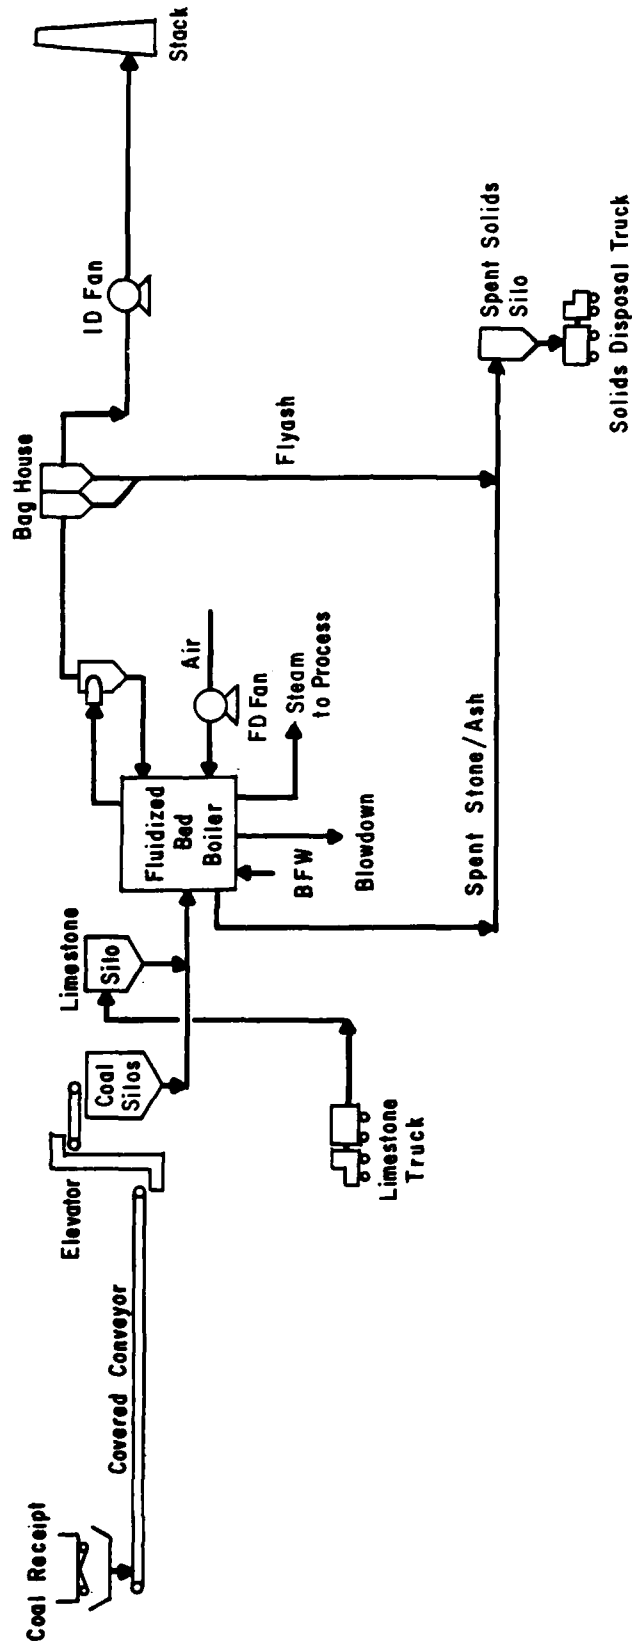 Coal Receipt
Covered Conveyor
Elevator
Coal
Silos
Limestone
Silo
Limestone
Truck
Fluidized
Bed
Boiler
BFW
Blowdown
Steam
to Process
FD Fan
Air
Spent Stone/Ash
Bag House
Flyash
ID Fan
Stack
Spent Solids
Silo
Solids Disposal Truck